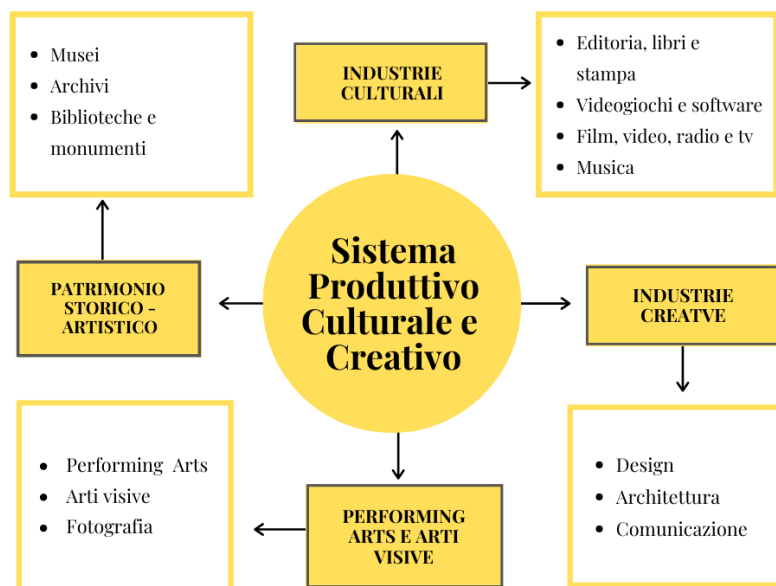 Musei
Archivi
Biblioteche e
monumenti
INDUSTRIE
CULTURALI
Editoria, libri e
stampa
Videogiochi e software
Film, video, radio e tv
Musica
Sistema
Produttivo
Culturale e
Creativo
PATRIMONIO
STORICO -
ARTISTICO
INDUSTRIE
CREATVE
Performing Arts
Arti visive
Fotografia
PERFORMING
ARTS E ARTI
VISIVE
Design
Architettura
Comunicazione